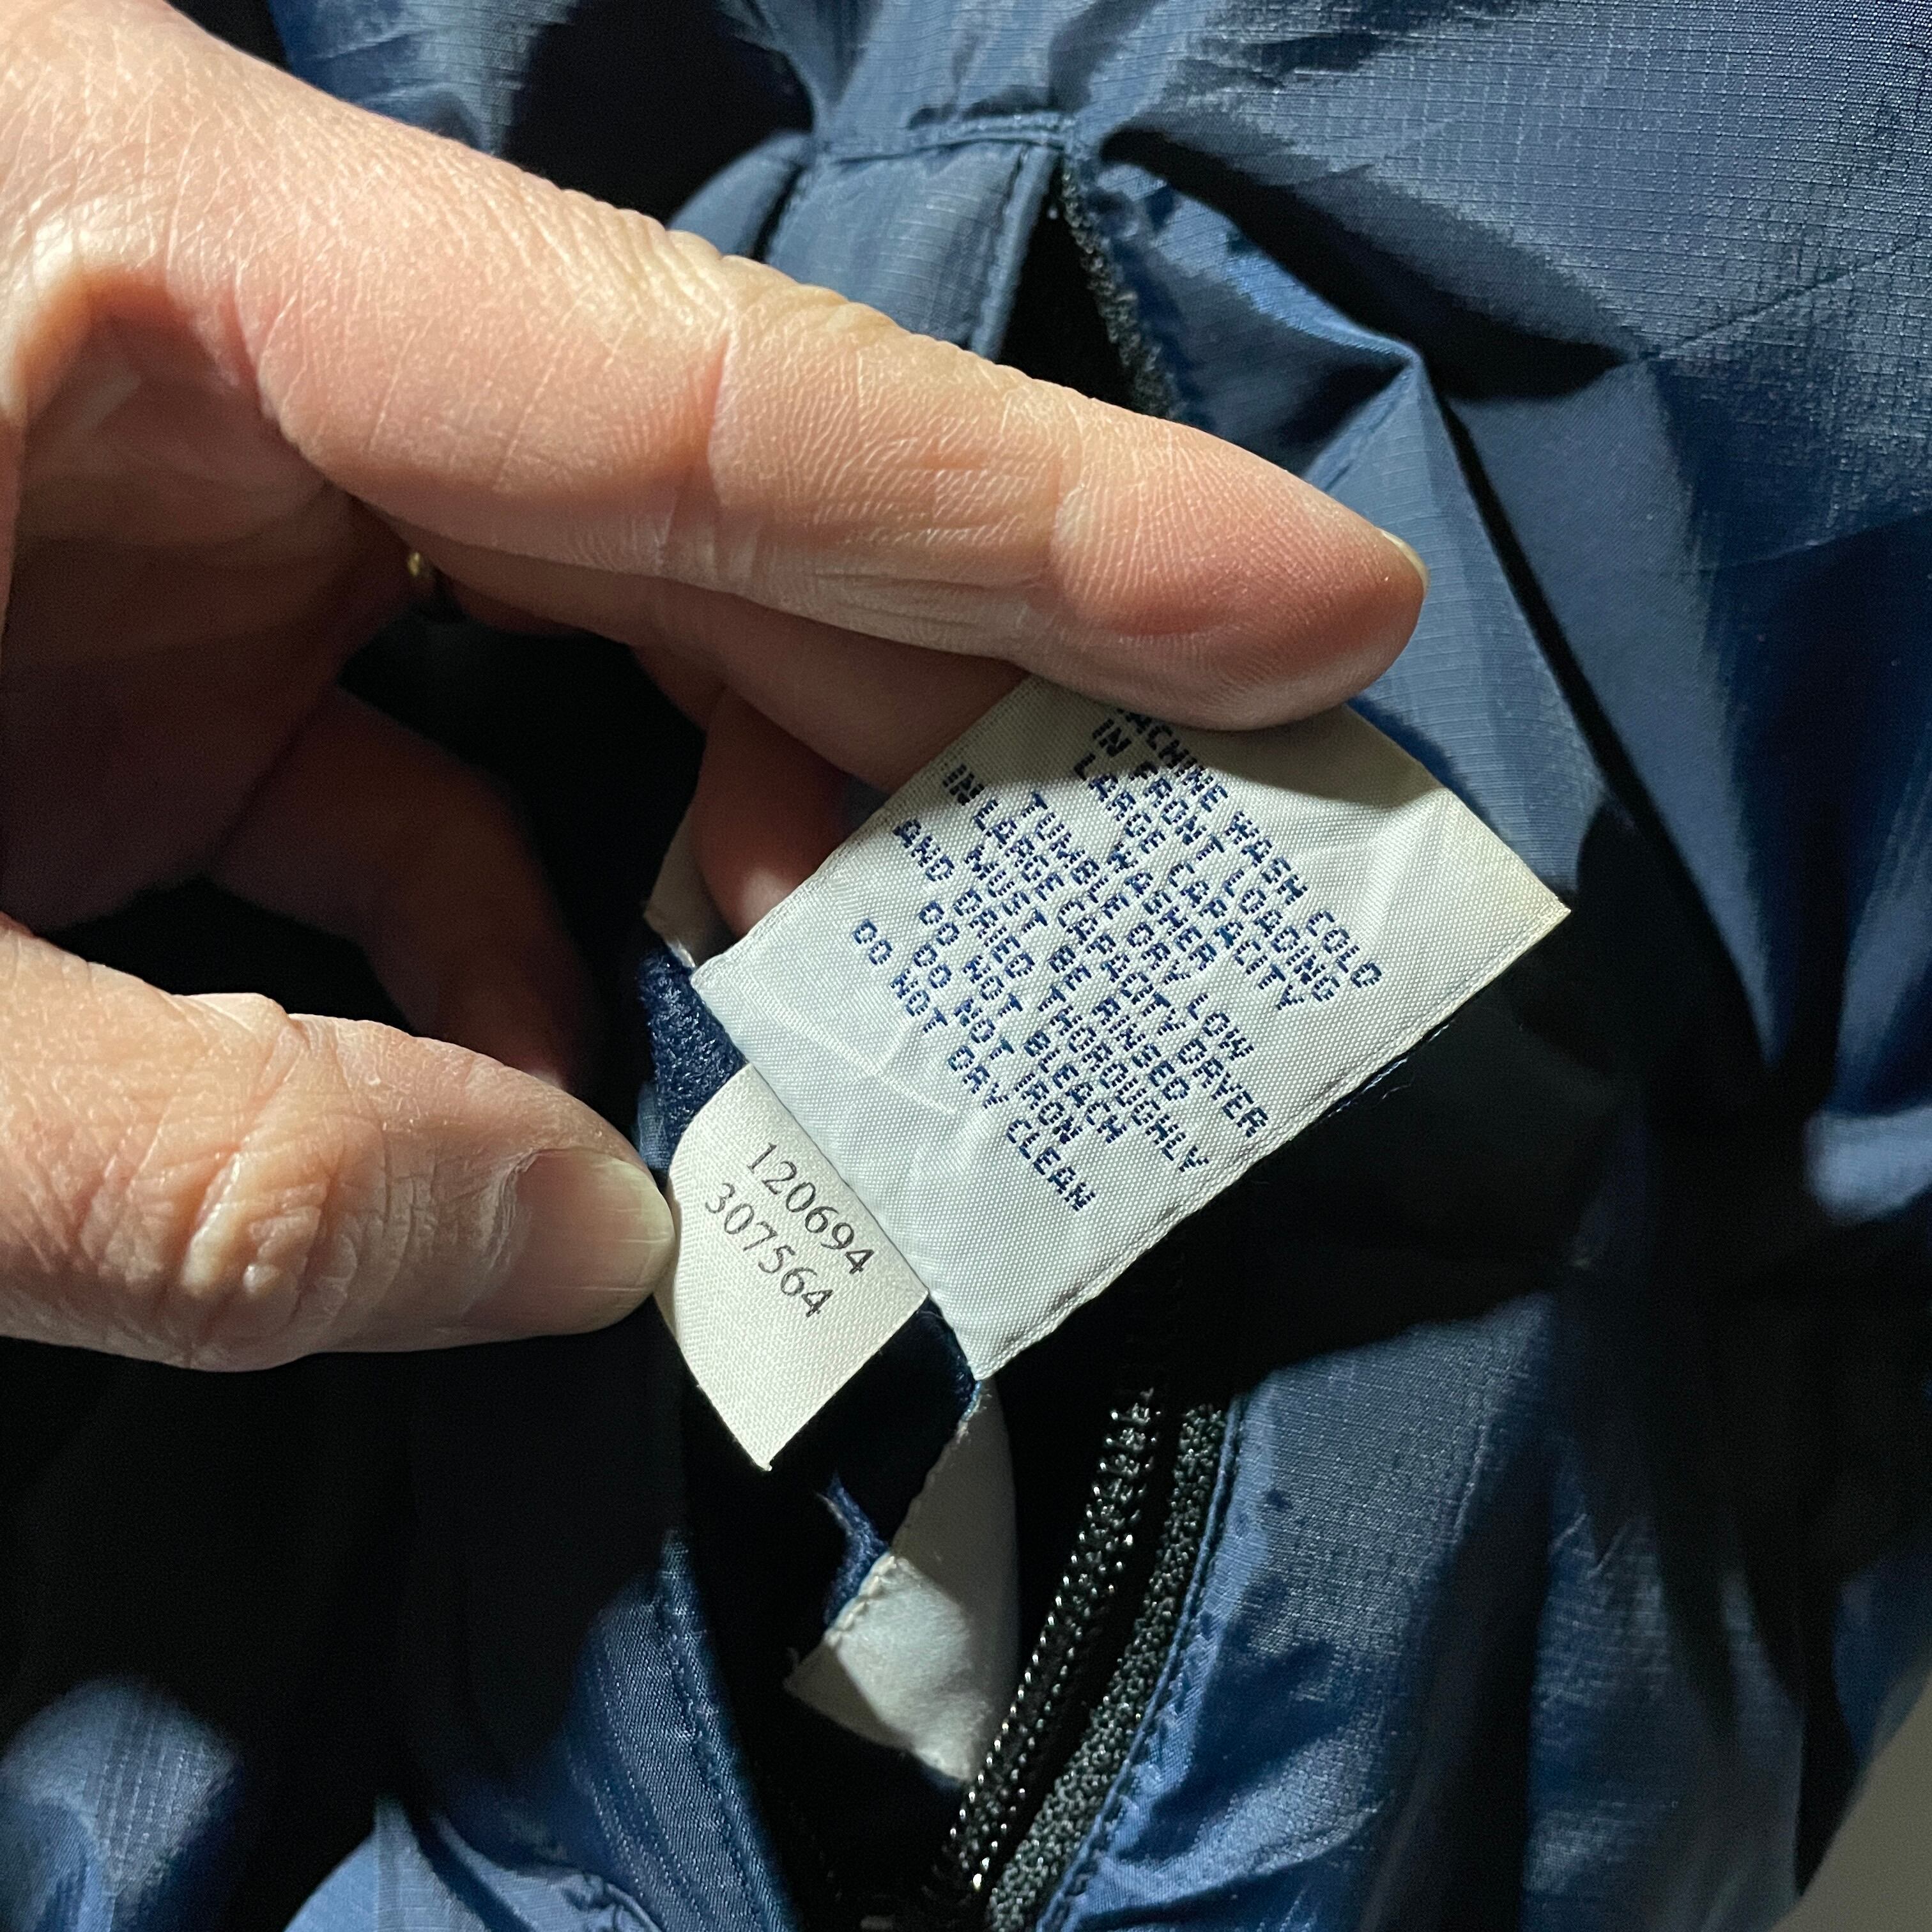 MACHINE WASH COLD
IN FRONT LOADING
LARGE CAPACITY
WASHER
TUMBLE DRY LOW
IN LARGE CAPACITY DRYER
MUST BE RINSED
AND DRIED THOROUGHLY
DO NOT BLEACH
DO NOT IRON
DO NOT DRY CLEAN
120694
307564